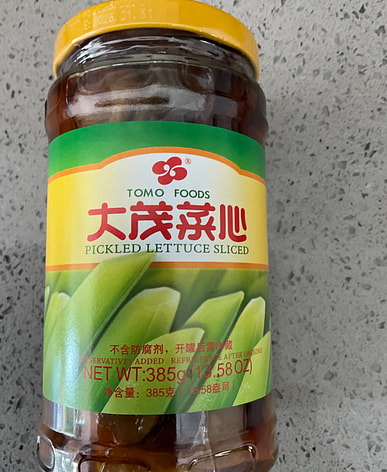 ®
TOMO FOODS
大茂菜心
PICKLED LETTUCE SLICED
不含防腐剂，开罐后需冷藏
PRESERVATIVES ADDED REFRIGERATE AFTER OPENING
NET WT:385g (13.58 OZ)
净含量：385克 13.58盎司